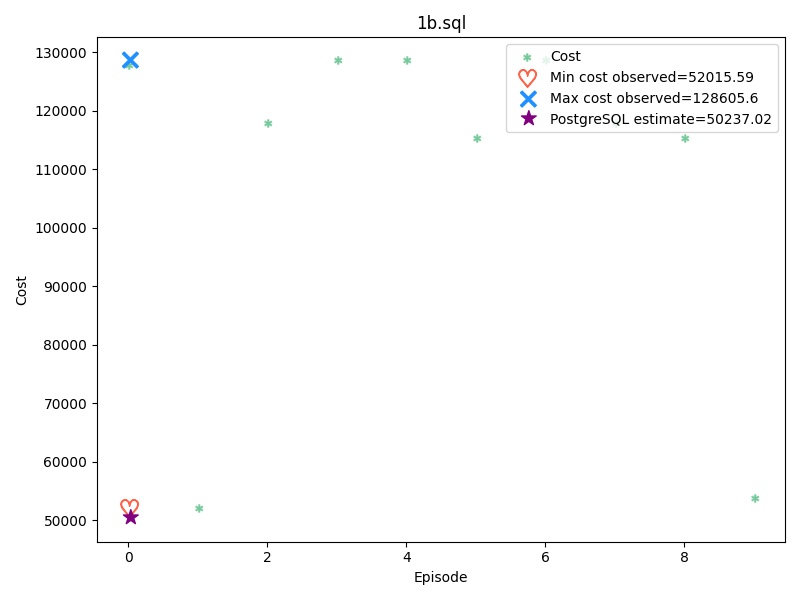 1b.sql
Cost
Min cost observed=52015.59
Max cost observed=128605.6
PostgreSQL estimate=50237.02
130000
120000
110000
100000
90000
80000
70000
60000
50000
Cost
0 2 4 6 8
Episode